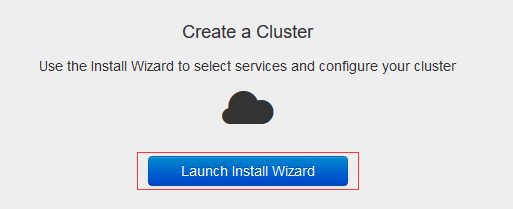 Create a Cluster
Use the Install Wizard to select services and configure your cluster
Launch Install Wizard